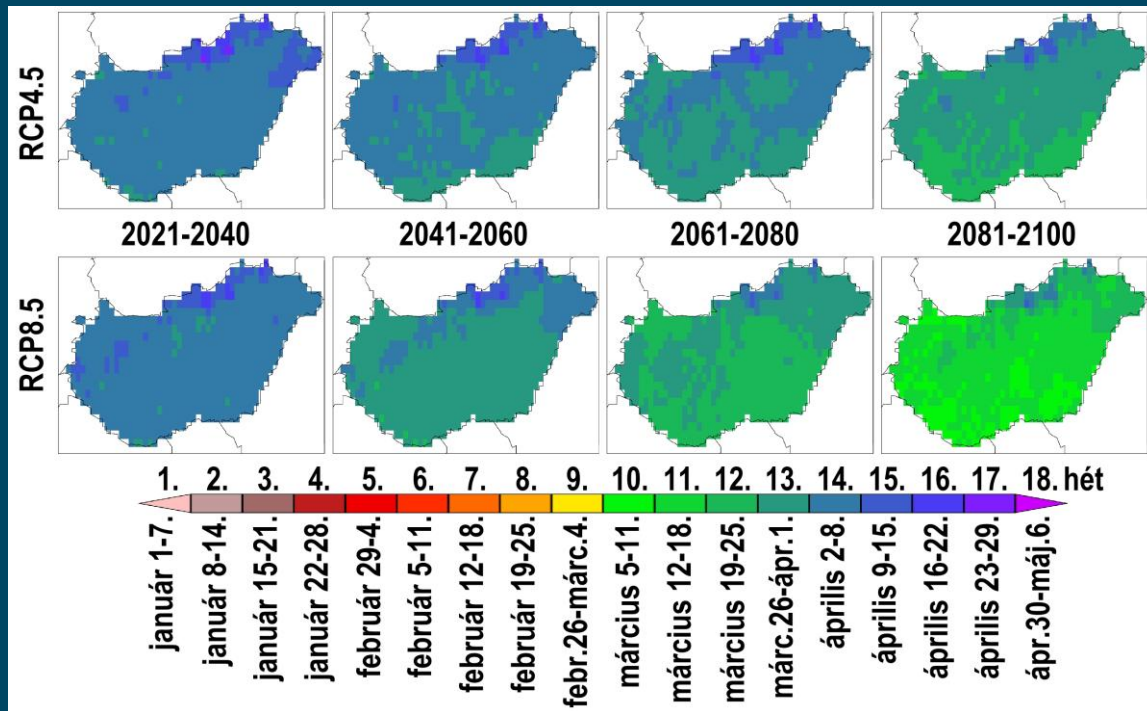 RCP4.5
2021-2040 2041-2060 2061-2080 2081-2100
RCP8.5
1. 2. 3. 4. 5. 6. 7. 8. 9. 10. 11. 12. 13. 14. 15. 16. 17. 18. hét
január 1-7.
január 8-14.
január 15-21.
január 22-28.
február 29-4.
február 5-11.
február 12-18.
február 19-25.
febr.26-márc.4.
március 5-11.
március 12-18.
március 19-25.
márc.26-ápr.1.
április 2-8.
április 9-15.
április 16-22.
április 23-29.
ápr.30-máj.6.